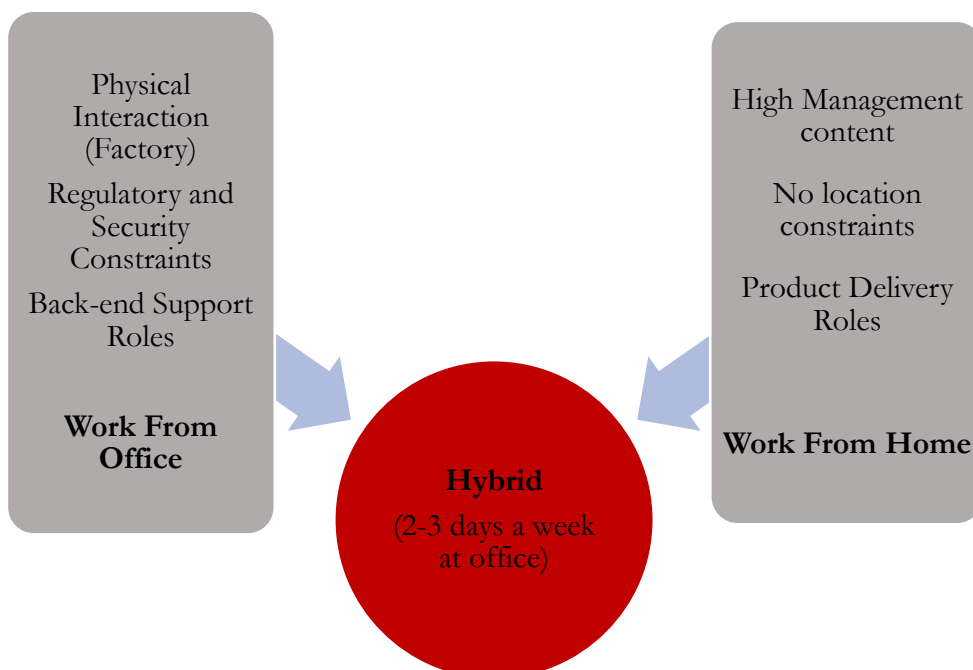 Physical
Interaction
(Factory)
Regulatory and
Security
Constraints
Back-end Support
Roles
Work From
Office
High Management
content
No location
constraints
Product Delivery
Roles
Work From Home
Hybrid
(2-3 days a week
at office)